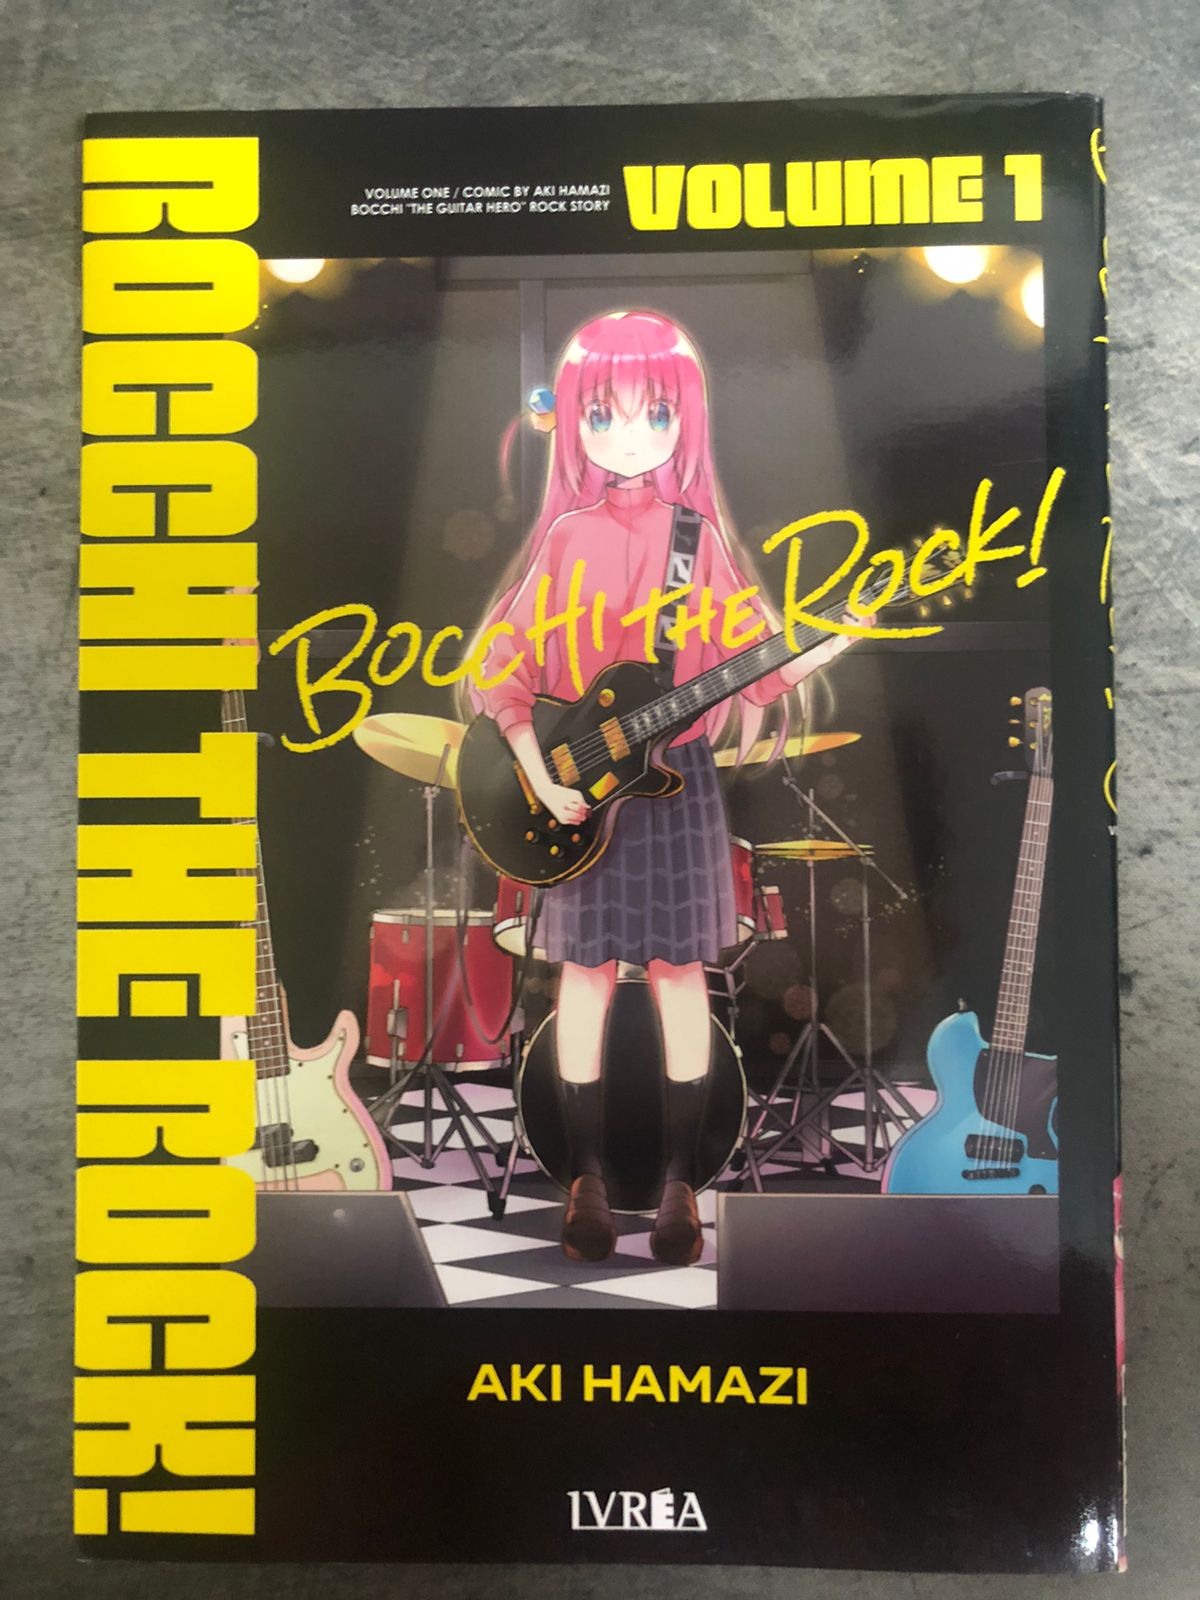 BOCCHI THE ROCK!
VOLUME ONE / COMIC BY AKI HAMAZI
BOCCHI "THE GUITAR HERO" ROCK STORY
VOLUME 1
BOCCHI THE ROCK!
AKI HAMAZI
IVRÉA